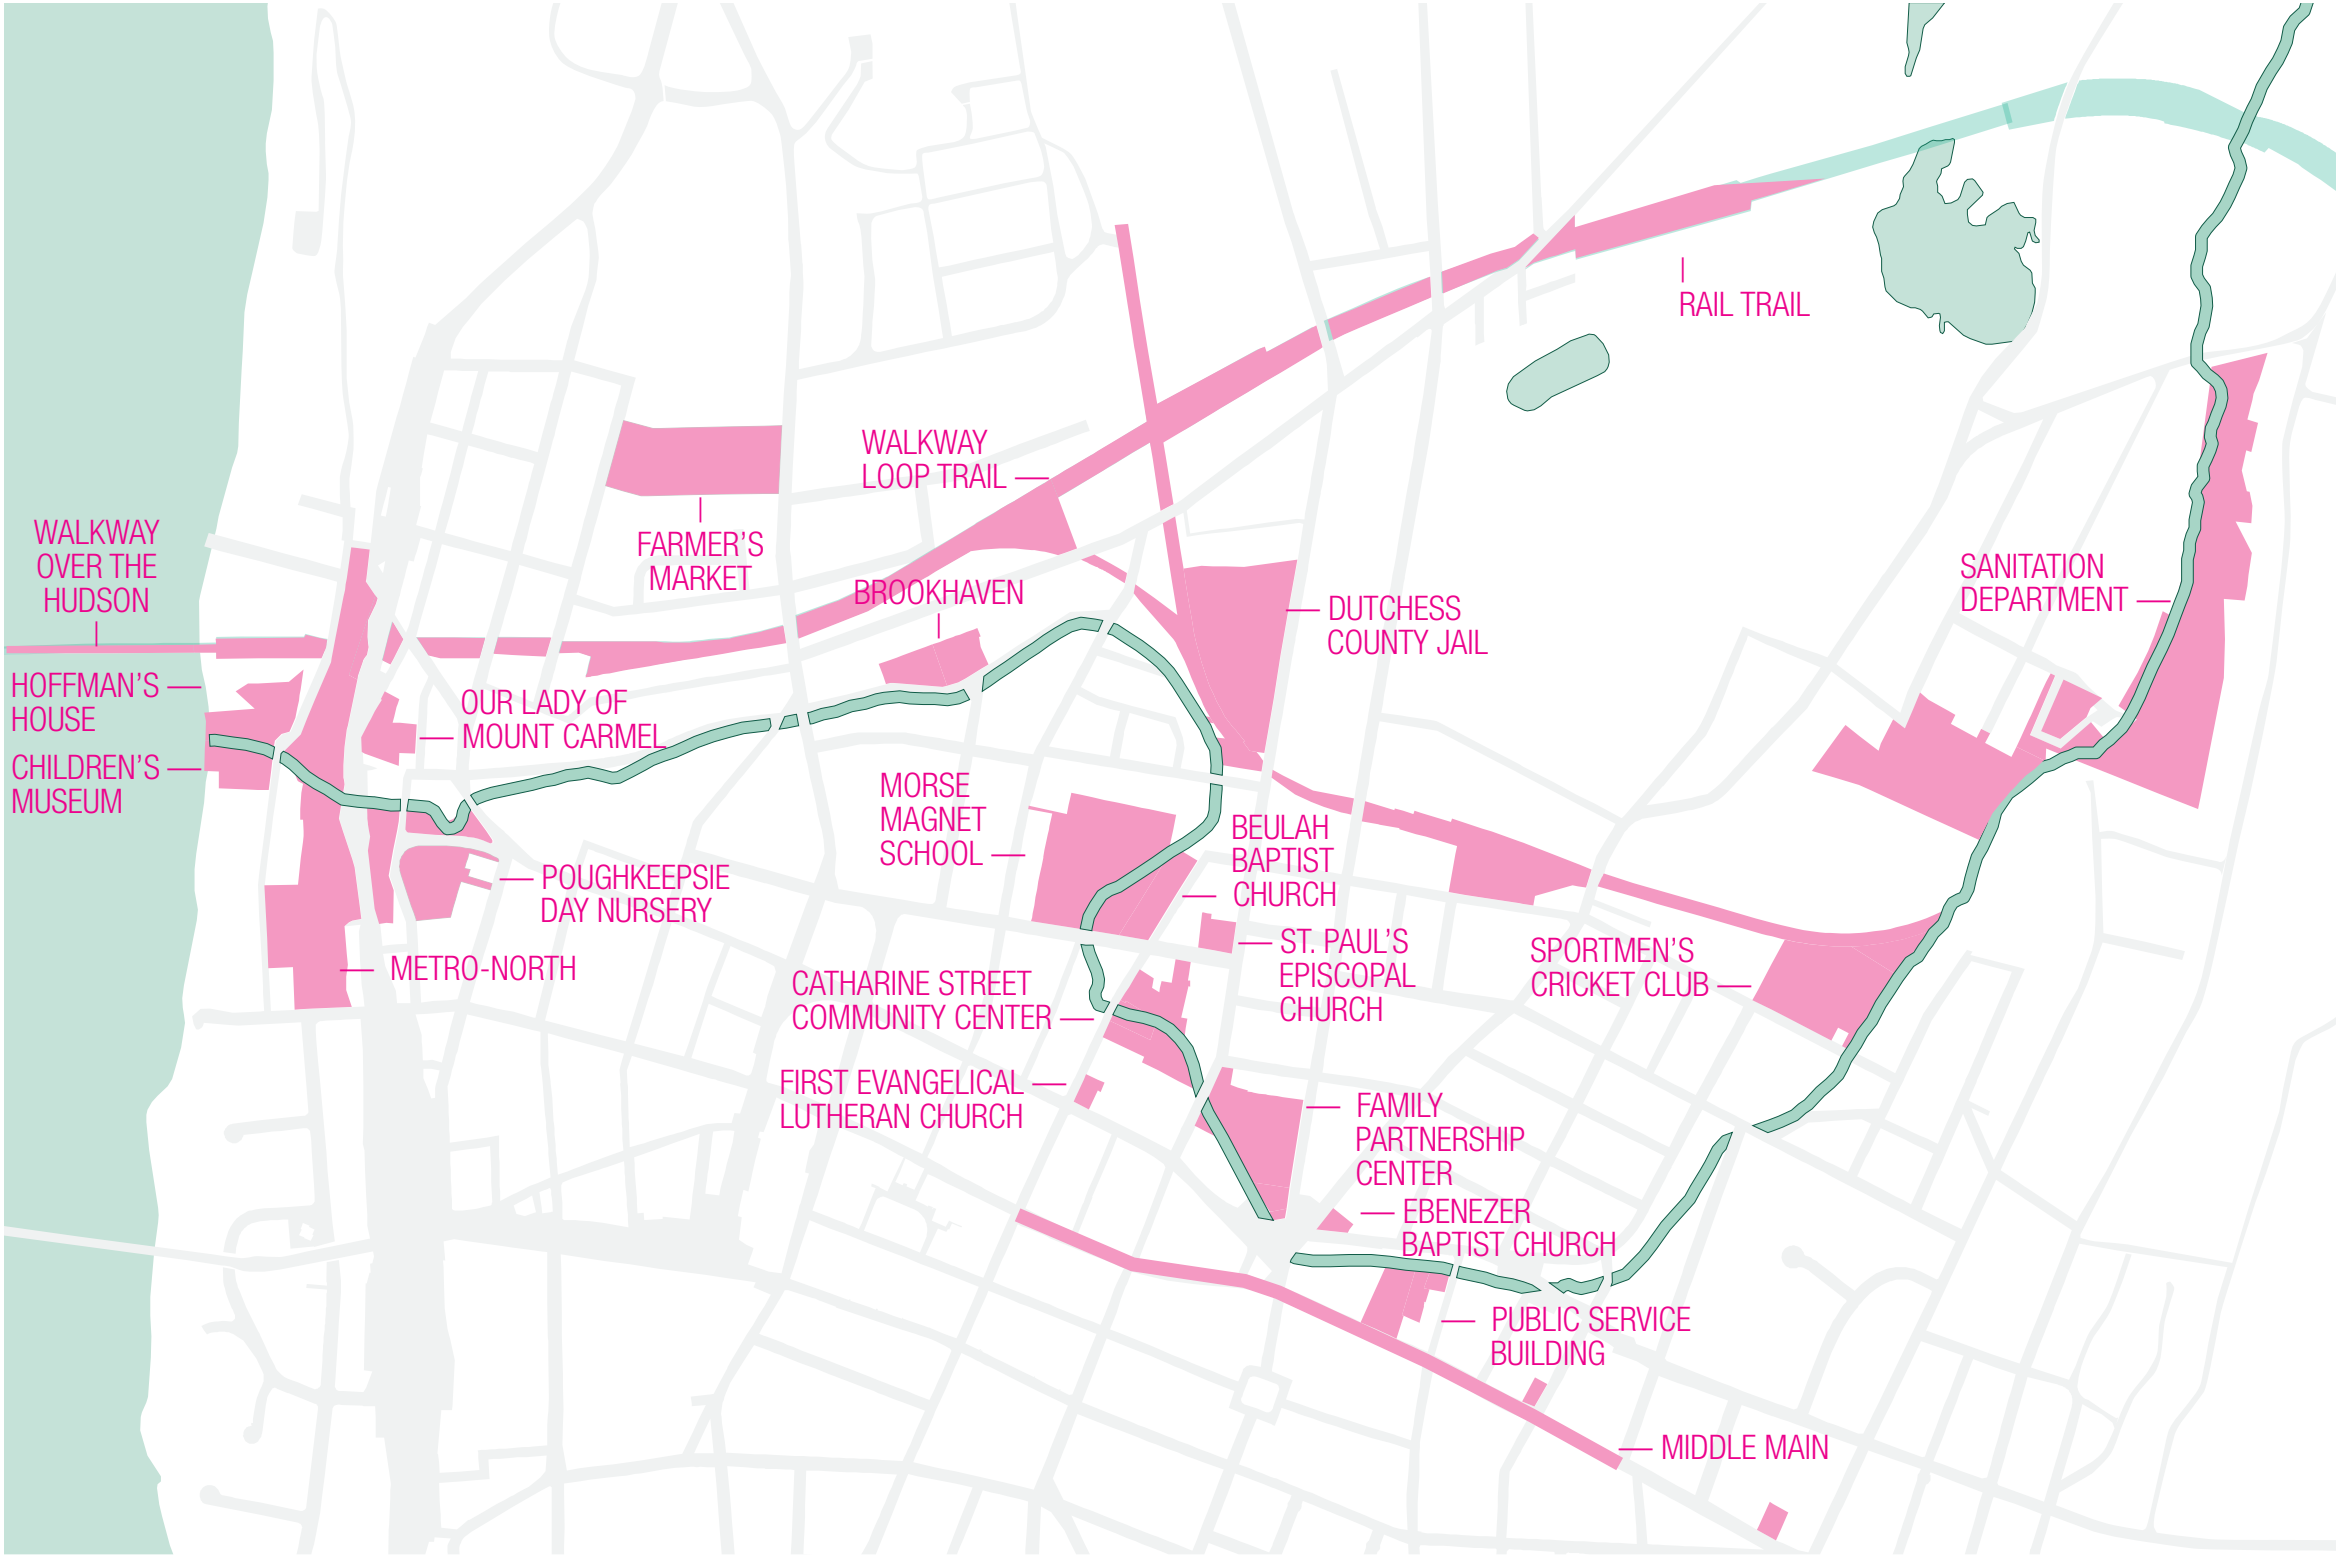 RAIL TRAIL
WALKWAY
LOOP TRAIL
WALKWAY
OVER THE
HUDSON
FARMER'S
MARKET
BROOKHAVEN
SANITATION
DEPARTMENT
DUTCHESS
COUNTY JAIL
HOFFMAN'S
HOUSE
OUR LADY OF
MOUNT CARMEL
CHILDREN'S
MUSEUM
MORSE
MAGNET
SCHOOL
BEULAH
BAPTIST
CHURCH
POUGHKEEPSIE
DAY NURSERY
ST. PAUL'S
EPISCOPAL
CHURCH
SPORTMEN'S
CRICKET CLUB
METRO-NORTH
CATHARINE STREET
COMMUNITY CENTER
FIRST EVANGELICAL
LUTHERAN CHURCH
FAMILY
PARTNERSHIP
CENTER
EBENEZER
BAPTIST CHURCH
PUBLIC SERVICE
BUILDING
MIDDLE MAIN